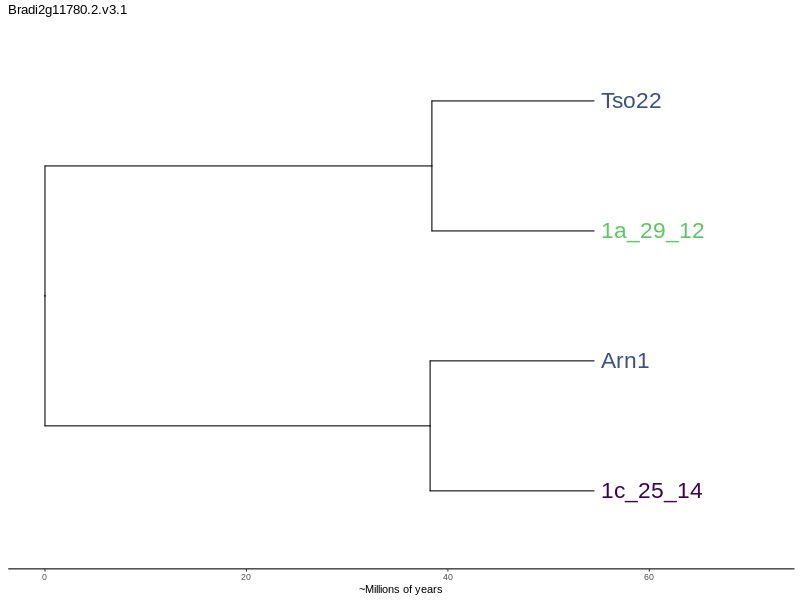 Bradi2g11780.2.v3.1
Tso22
1a_29_12
Arn1
1c_25_14
0 20 40 60
~Millions of years